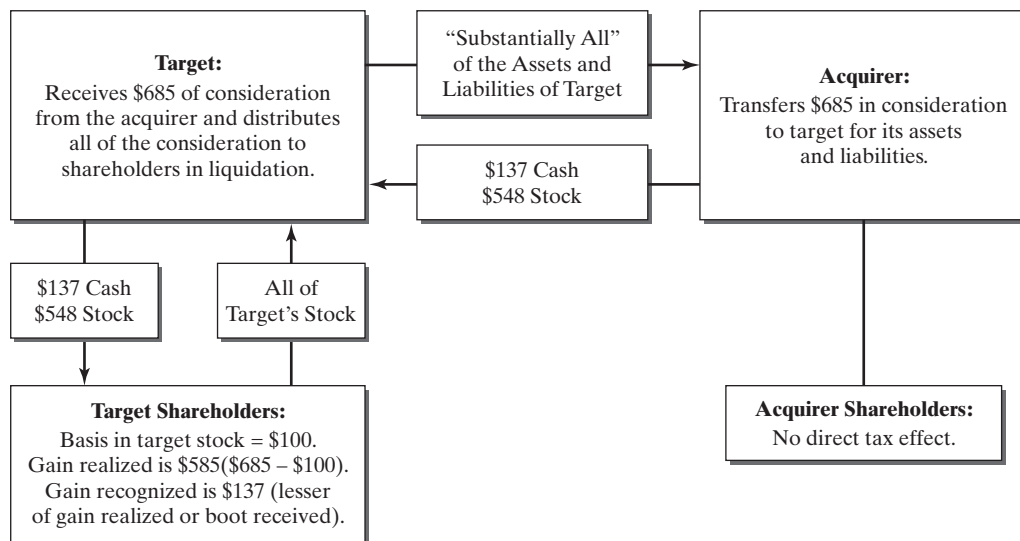 Target:
Receives $685 of consideration
from the acquirer and distributes
all of the consideration to
shareholders in liquidation.
“Substantially All”
of the Assets and
Liabilities of Target
Acquirer:
Transfers $685 in consideration
to target for its assets
and liabilities.
$137 Cash
$548 Stock
$137 Cash
$548 Stock
All of
Target’s Stock
Target Shareholders:
Basis in target stock = $100.
Gain realized is $585($685 – $100).
Gain recognized is $137 (lesser
of gain realized or boot received).
Acquirer Shareholders:
No direct tax effect.